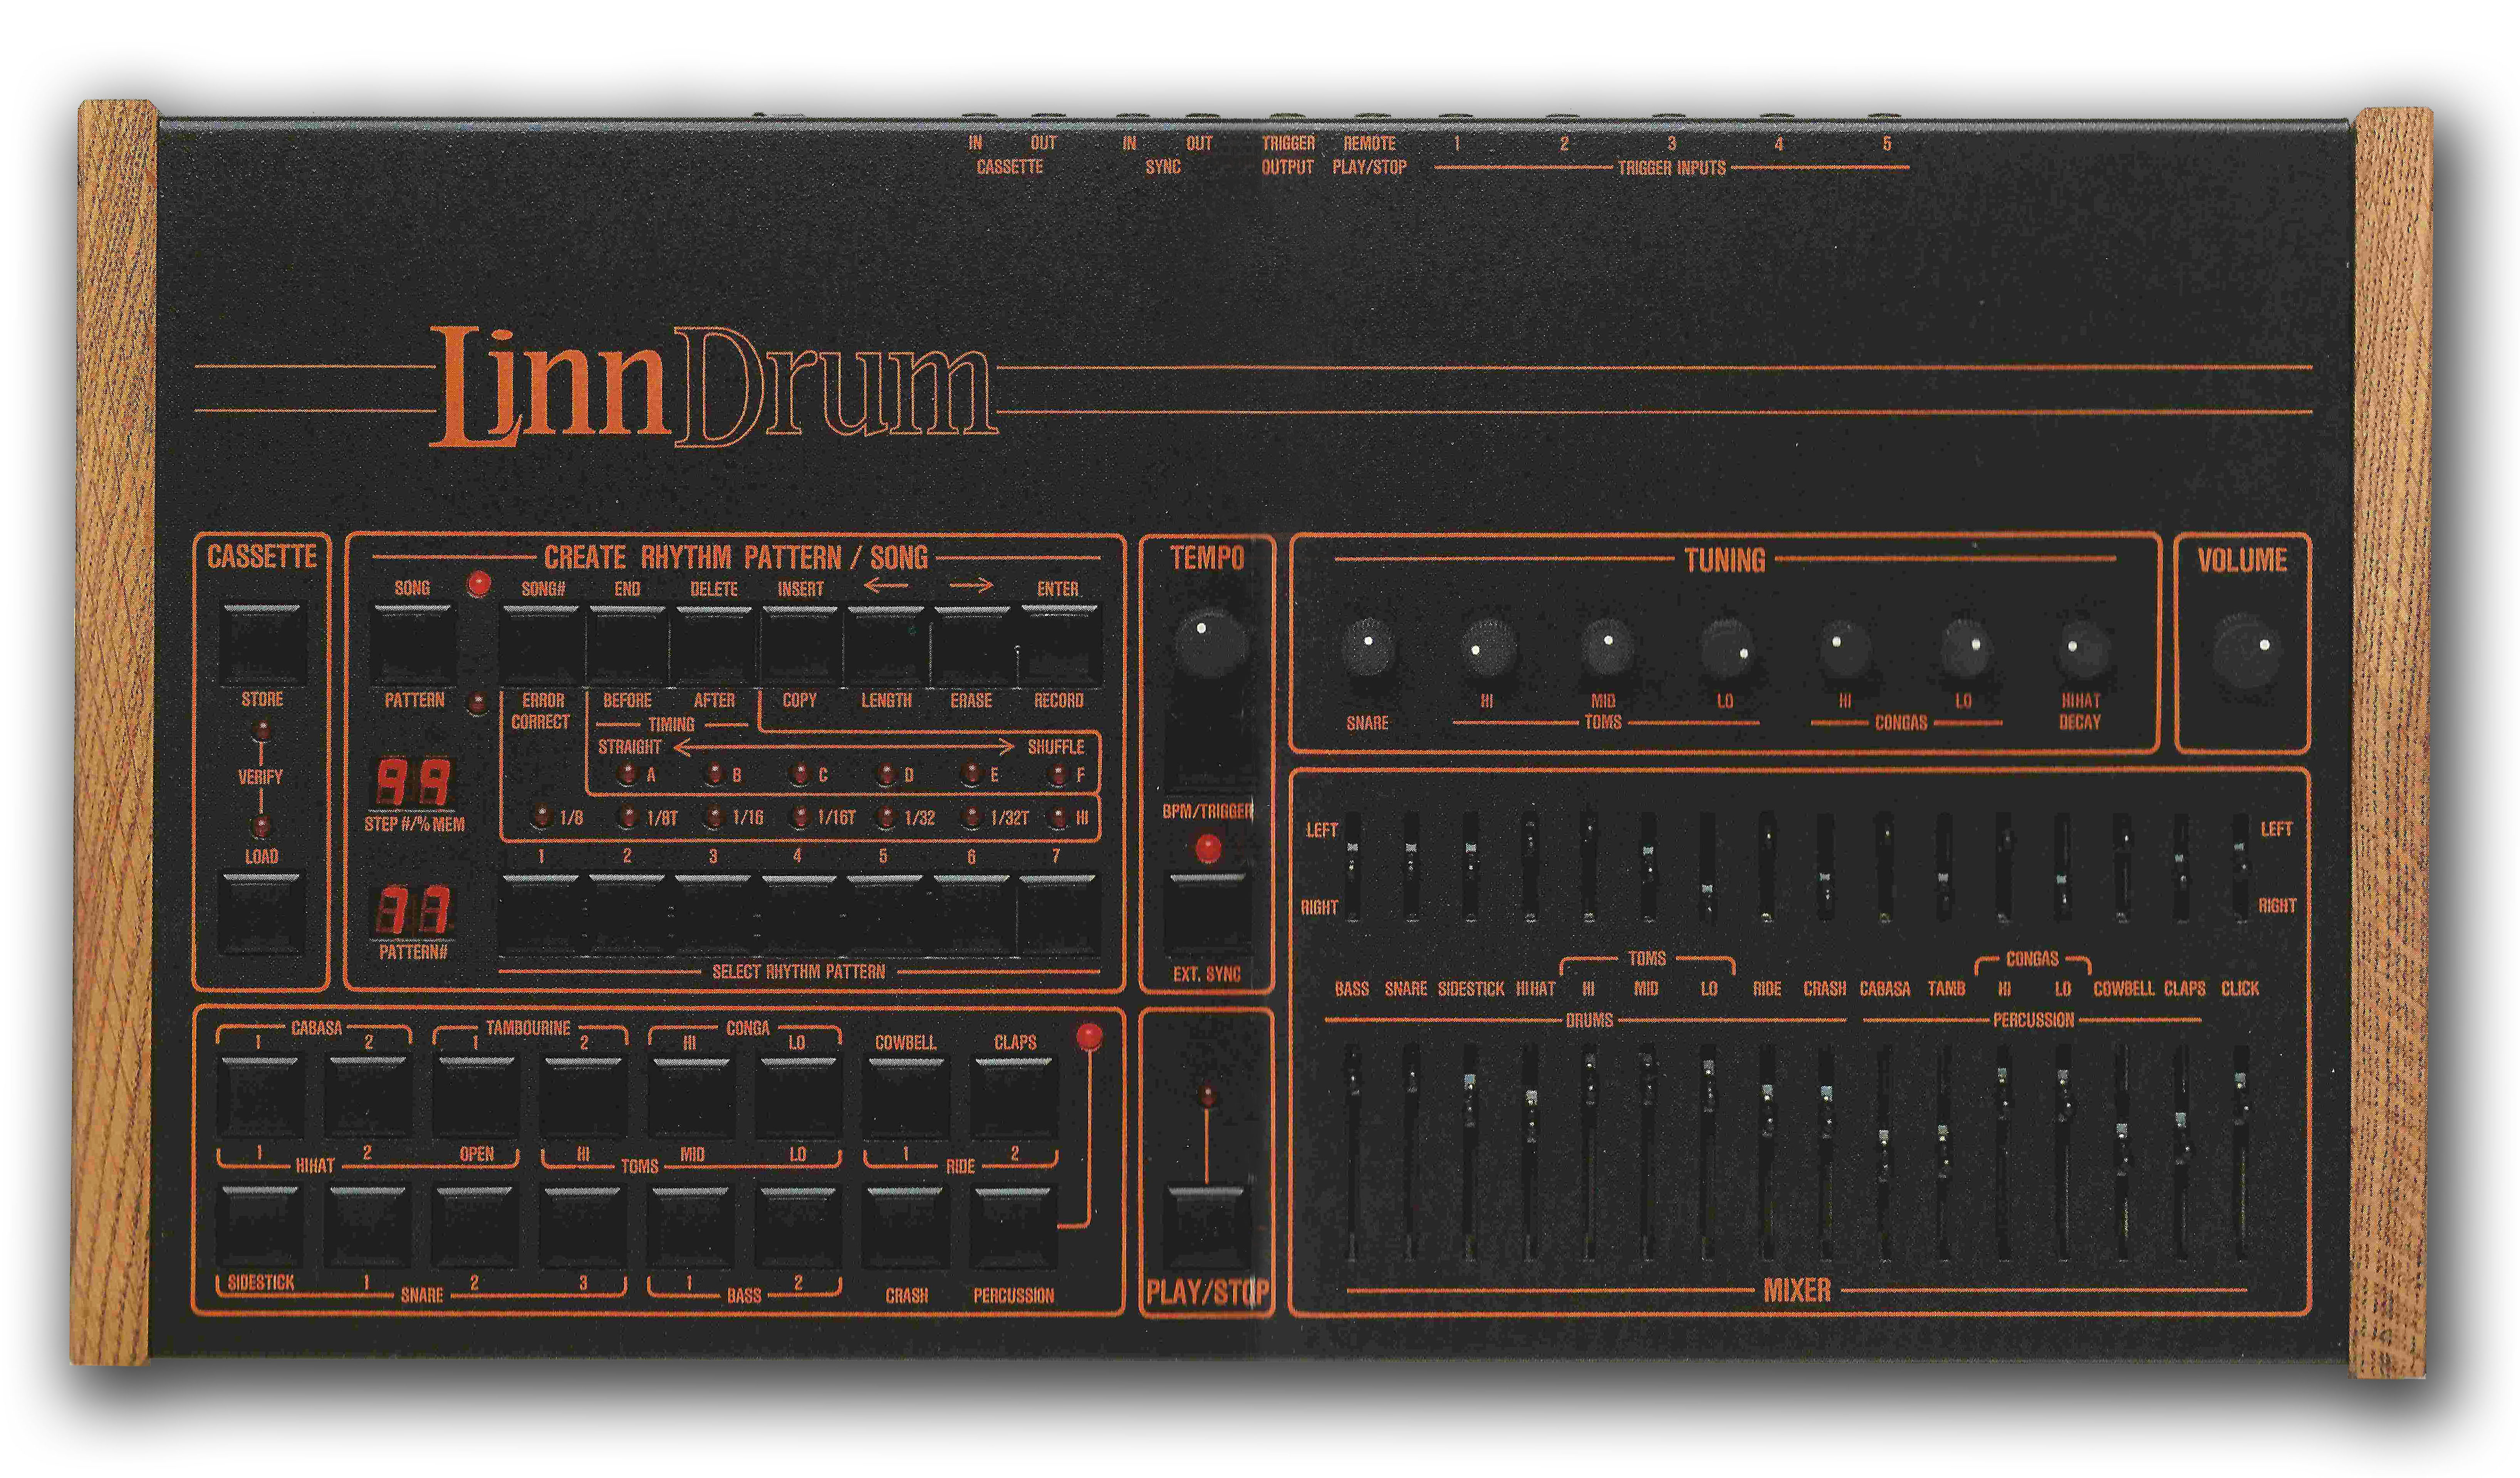 IN OUT IN OUT TRIGGER REMOTE 1 2 3 4 5
CASSETTE SYNC OUTPUT PLAY/STOP TRIGGER INPUTS
LinnDrum
CASSETTE
STORE
VERIFY
LOAD
CREATE RHYTHM PATTERN / SONG
SONG SONG# END DELETE INSERT ← → ENTER
PATTERN ERROR BEFORE AFTER COPY LENGTH ERASE RECORD
CORRECT TIMING
STRAIGHT ←→ SHUFFLE
A B C D E F
99
STEP #/% MEM
1/8 1/8T 1/16 1/16T 1/32 1/32T HI
1 2 3 4 5 6 7
77
PATTERN#
SELECT RHYTHM PATTERN
TEMPO
BPM/TRIGGER
EXT. SYNC
TUNING
HI MID LO HI LO HIHAT
SNARE TOMS CONGAS DECAY
VOLUME
LEFT LEFT
RIGHT RIGHT
TOMS CONGAS
BASS SNARE SIDESTICK HIHAT HI MID LO RIDE CRASH CABASA TAMB HI LO COWBELL CLAPS CLICK
DRUMS PERCUSSION
MIXER
CABASA TAMBOURINE CONGA
1 2 1 2 HI LO COWBELL CLAPS
1 2 OPEN HI MID LO 1 2
HIHAT TOMS RIDE
SIDESTICK 1 2 3 1 2
SNARE BASS CRASH PERCUSSION
PLAY/STOP